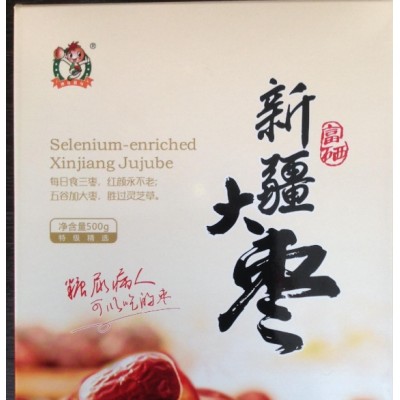 ®
Selenium-enriched
Xinjiang Jujube
每日食三枣，红颜永不老；
五谷加大枣，胜过灵芝草。
净含量500g
特级精选
糖尿病人
可以吃的枣
富硒
新疆
大枣